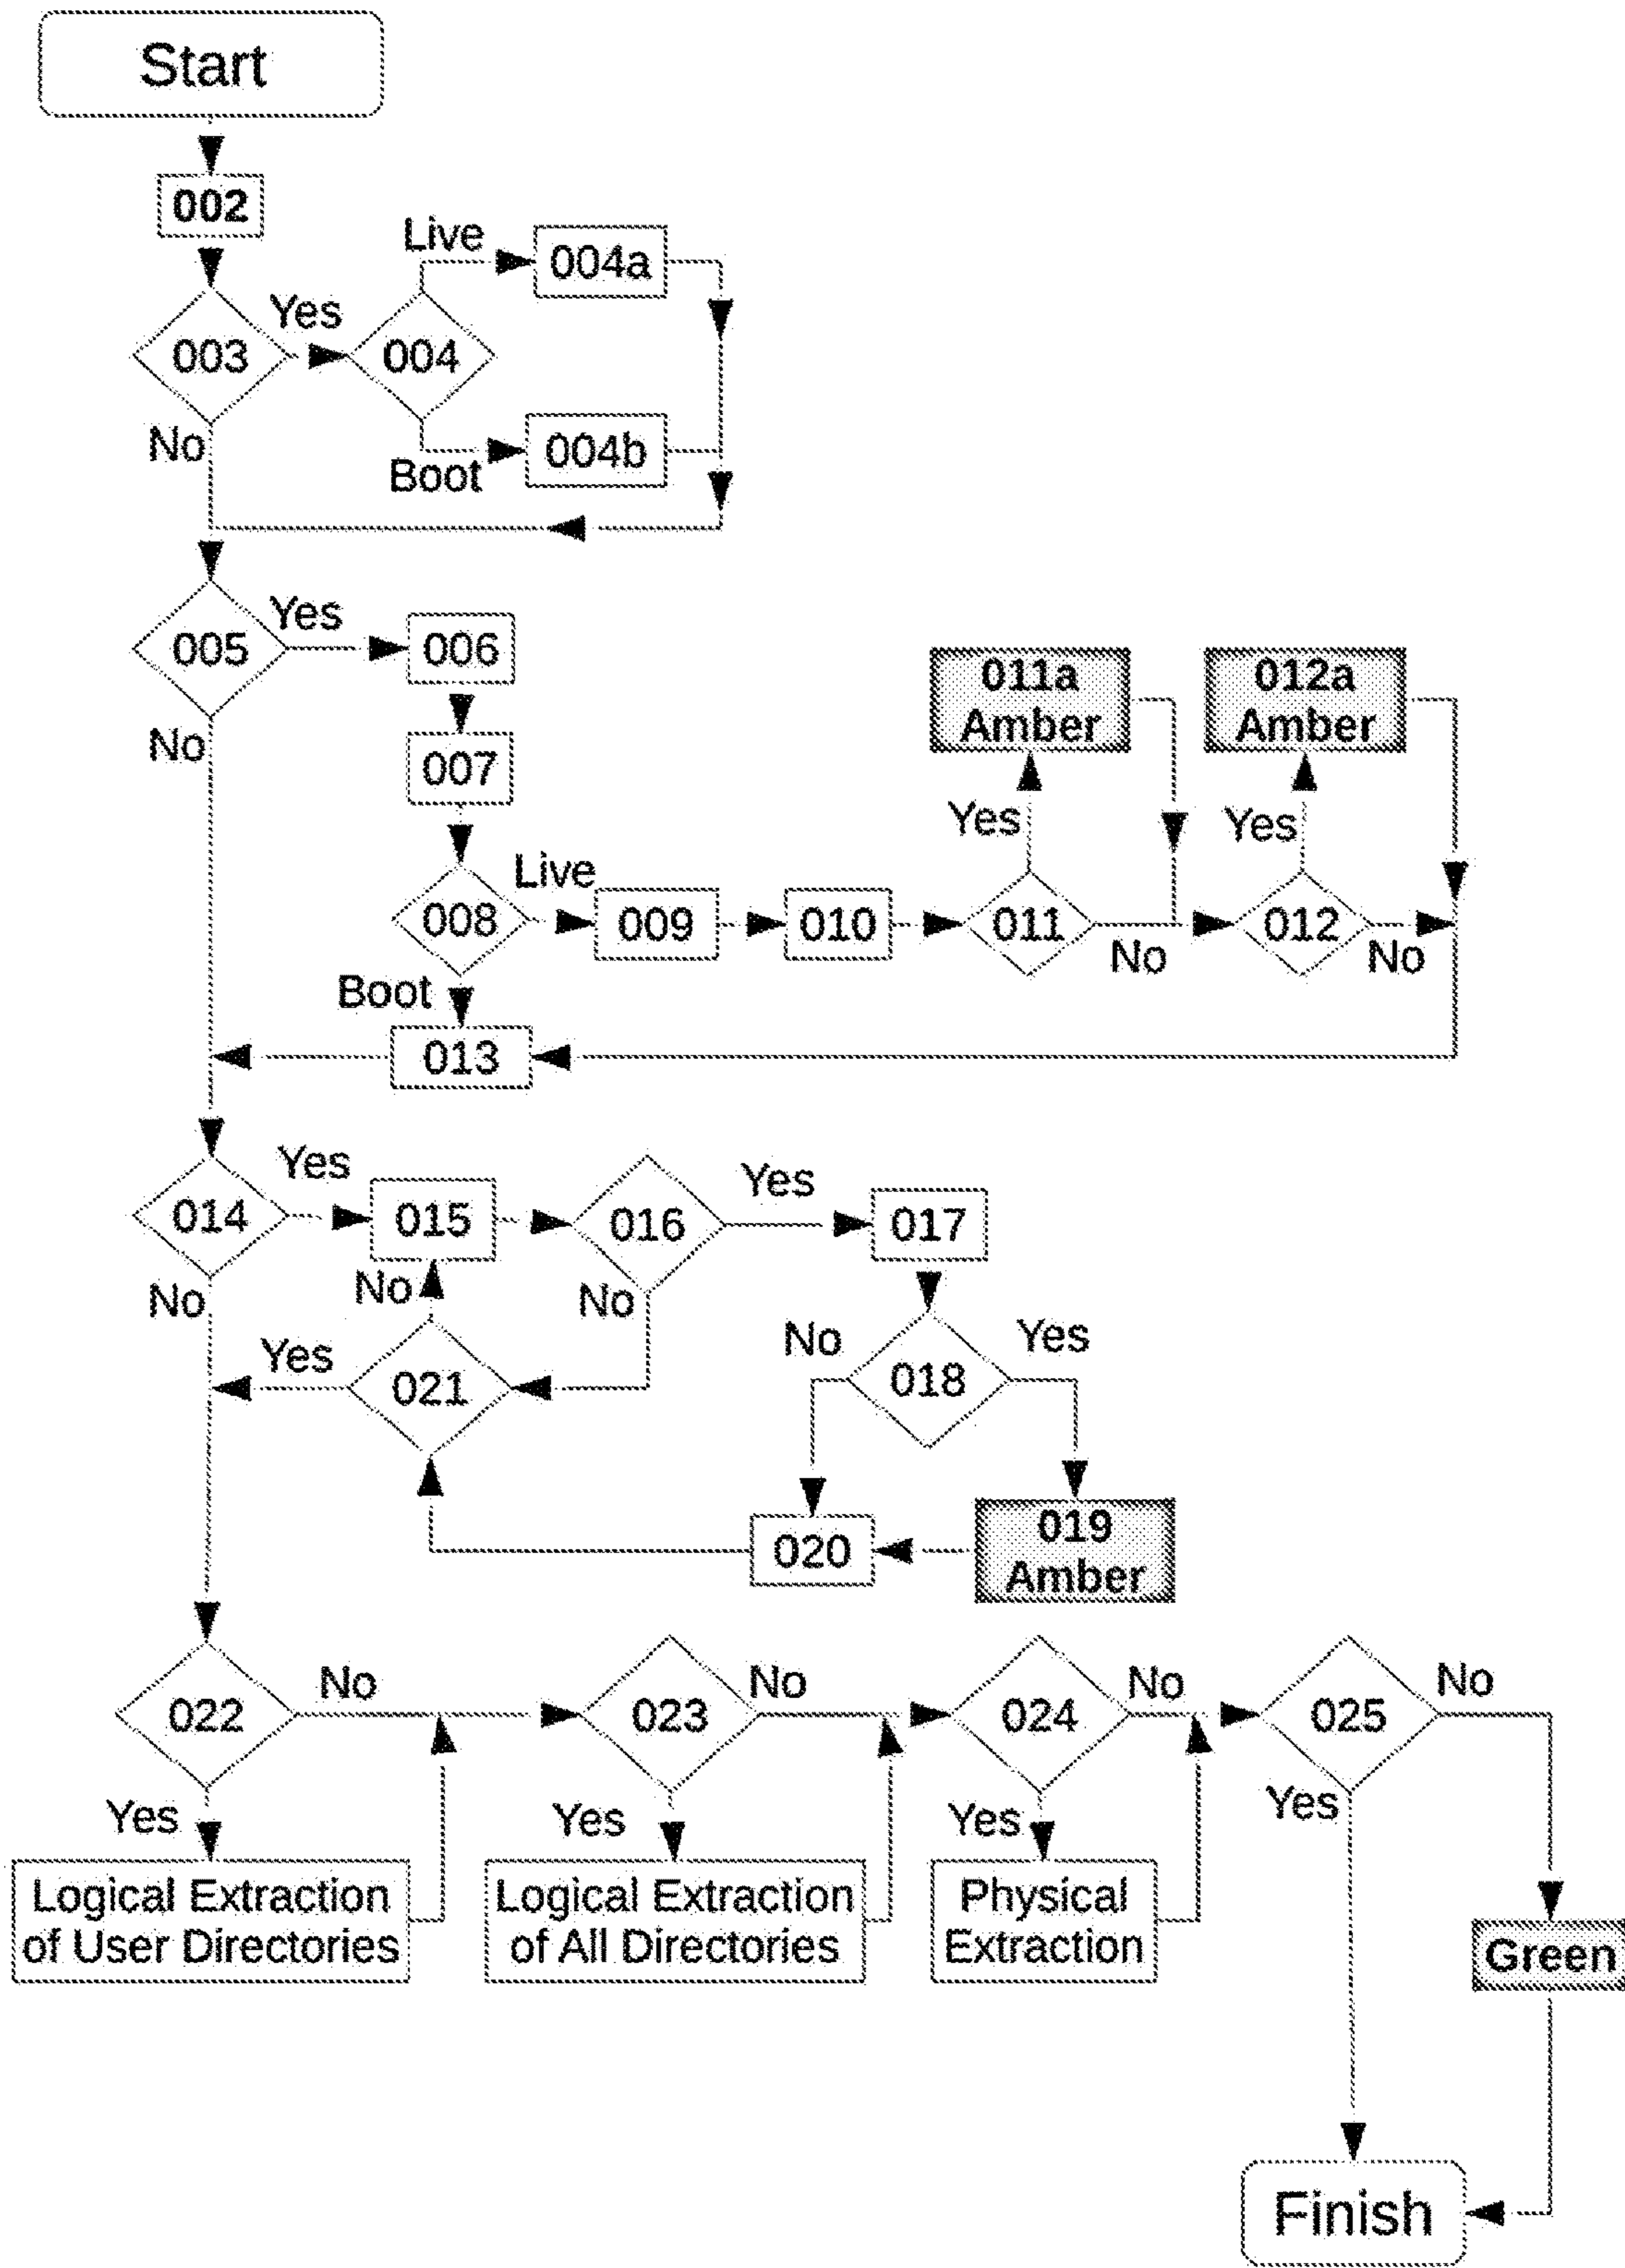 Start
002
Live
004a
Yes
003
004
No
Boot
004b
Yes
005
006
No
007
011a
Amber
012a
Amber
Yes
Yes
Live
008
009
010
011
012
No
No
Boot
013
Yes
014
015
016
Yes
017
No
No
No
Yes
021
No
018
Yes
020
019
Amber
022
No
023
No
024
No
025
No
Yes
Yes
Yes
Yes
Logical Extraction
of User Directories
Logical Extraction
of All Directories
Physical
Extraction
Green
Finish